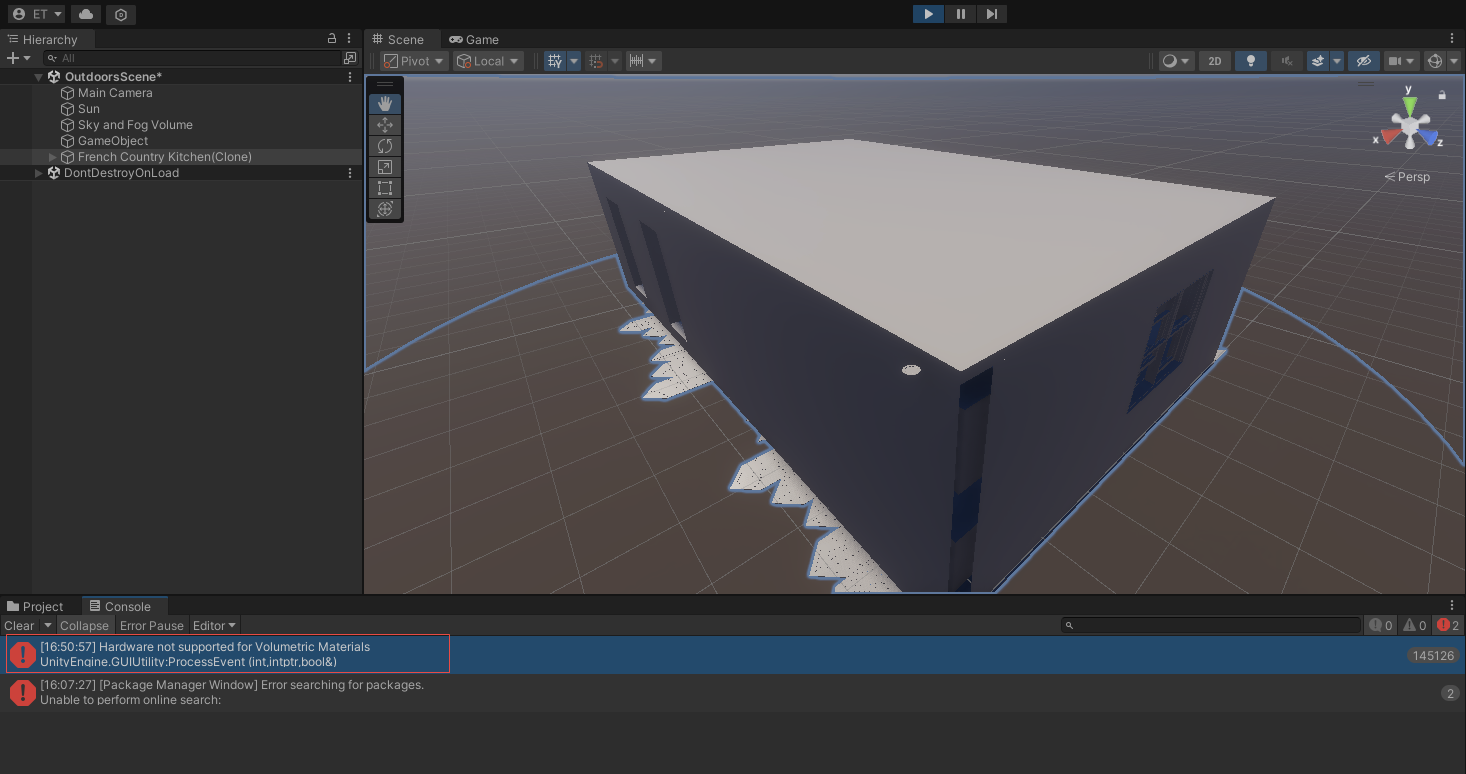 ET
Hierarchy
All
OutdoorsScene*
Main Camera
Sun
Sky and Fog Volume
GameObject
French Country Kitchen(Clone)
DontDestroyOnLoad
Scene
Game
Pivot
Local
2D
y
x
z
Persp
Project
Console
Clear
Collapse
Error Pause
Editor
0
0
2
[16:50:57] Hardware not supported for Volumetric Materials
UnityEngine.GUIUtility:ProcessEvent (int,intptr,bool&)
145126
[16:07:27] [Package Manager Window] Error searching for packages.
Unable to perform online search:
2